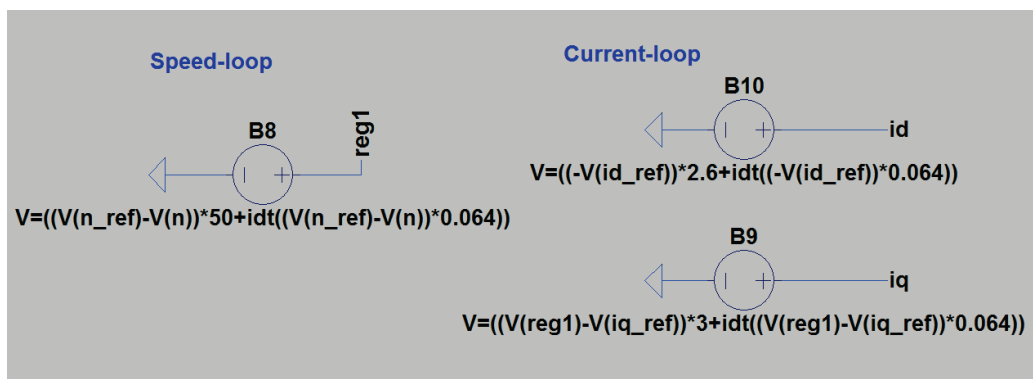 Speed-loop
B8
reg1
V=((V(n_ref)-V(n))*50+idt((V(n_ref)-V(n))*0.064))
Current-loop
B10
id
V=((-V(id_ref))*2.6+idt((-V(id_ref))*0.064))
B9
iq
V=((V(reg1)-V(iq_ref))*3+idt((V(reg1)-V(iq_ref))*0.064))